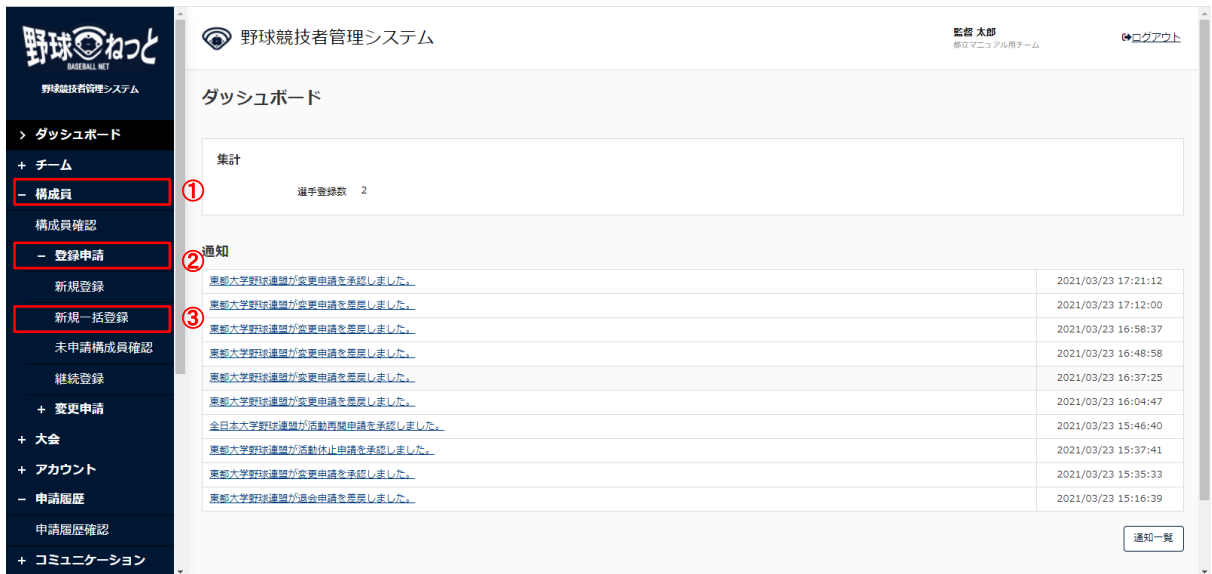 野球ねっと
BASEBALL NET
野球競技者管理システム
> ダッシュボード
+ チーム
− 構成員
①
構成員確認
− 登録申請
②
新規登録
新規一括登録
③
未申請構成員確認
継続登録
+ 変更申請
+ 大会
+ アカウント
− 申請履歴
申請履歴確認
+ コミュニケーション
野球競技者管理システム
監督 太郎
都立マニュアル用チーム
ログアウト
ダッシュボード
集計
選手登録数 2
通知
東都大学野球連盟が変更申請を承認しました。 2021/03/23 17:21:12
東都大学野球連盟が変更申請を差戻しました。 2021/03/23 17:12:00
東都大学野球連盟が変更申請を差戻しました。 2021/03/23 16:58:37
東都大学野球連盟が変更申請を差戻しました。 2021/03/23 16:48:58
東都大学野球連盟が変更申請を差戻しました。 2021/03/23 16:37:25
東都大学野球連盟が変更申請を差戻しました。 2021/03/23 16:04:47
全日本大学野球連盟が活動再開申請を承認しました。 2021/03/23 15:46:40
東都大学野球連盟が活動休止申請を承認しました。 2021/03/23 15:37:41
東都大学野球連盟が変更申請を承認しました。 2021/03/23 15:35:33
東都大学野球連盟が退会申請を差戻しました。 2021/03/23 15:16:39
通知一覧